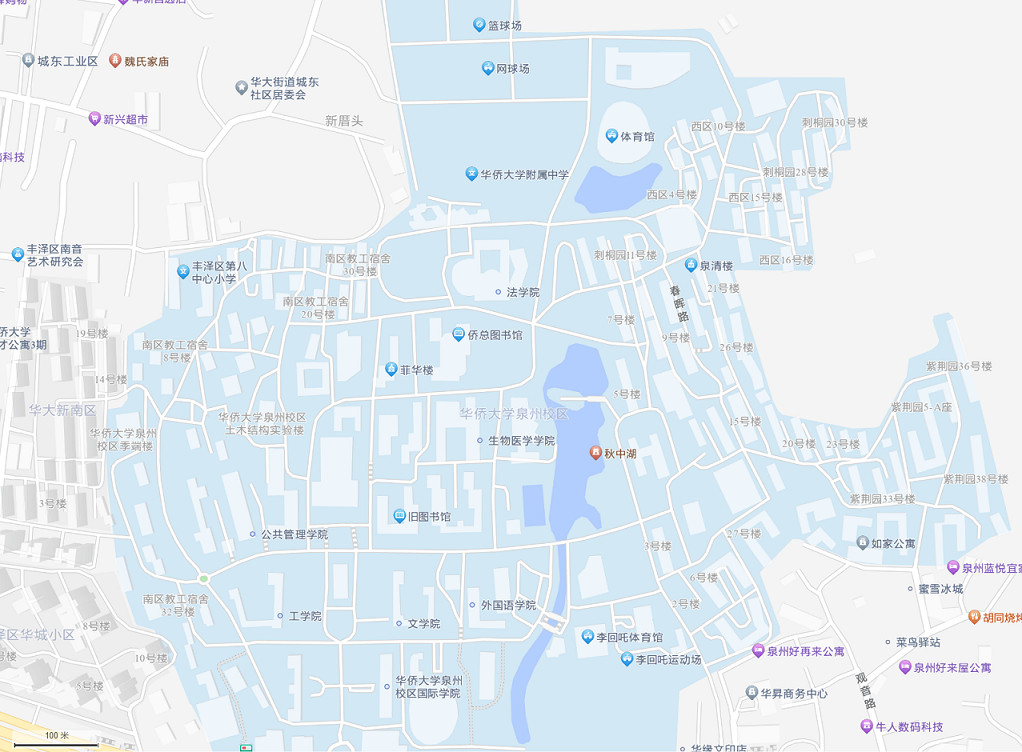 篮球场
城东工业区
魏氏家庙
网球场
华大街道城东
社区居委会
新兴超市
新厝头
体育馆
西区10号楼
刺桐园30号楼
华侨大学附属中学
刺桐园28号楼
西区4号楼
西区15号楼
丰泽区南音
艺术研究会
丰泽区第八
中心小学
南区教工宿舍
30号楼
刺桐园11号楼
泉清楼
西区16号楼
法学院
21号楼
春晖路
南区教工宿舍
20号楼
7号楼
19号楼
侨总图书馆
9号楼
26号楼
南区教工宿舍
8号楼
菲华楼
紫荆园36号楼
14号楼
5号楼
华大新南区
华侨大学泉州校区
紫荆园5-A座
华侨大学泉州校区
土木结构实验楼
15号楼
华侨大学泉州
校区季端楼
生物医学学院
20号楼
23号楼
秋中湖
紫荆园38号楼
3号楼
紫荆园33号楼
旧图书馆
公共管理学院
27号楼
3号楼
如家公寓
泉州蓝悦宜家
6号楼
蜜雪冰城
南区教工宿舍
32号楼
外国语学院
2号楼
工学院
文学院
胡同烧烤
8号楼
李回吒体育馆
菜鸟驿站
泉州好再来公寓
10号楼
李回吒运动场
泉州好来屋公寓
5号楼
华侨大学泉州
校区国际学院
华昇商务中心
观音路
牛人数码科技
100 米
华缘文印店